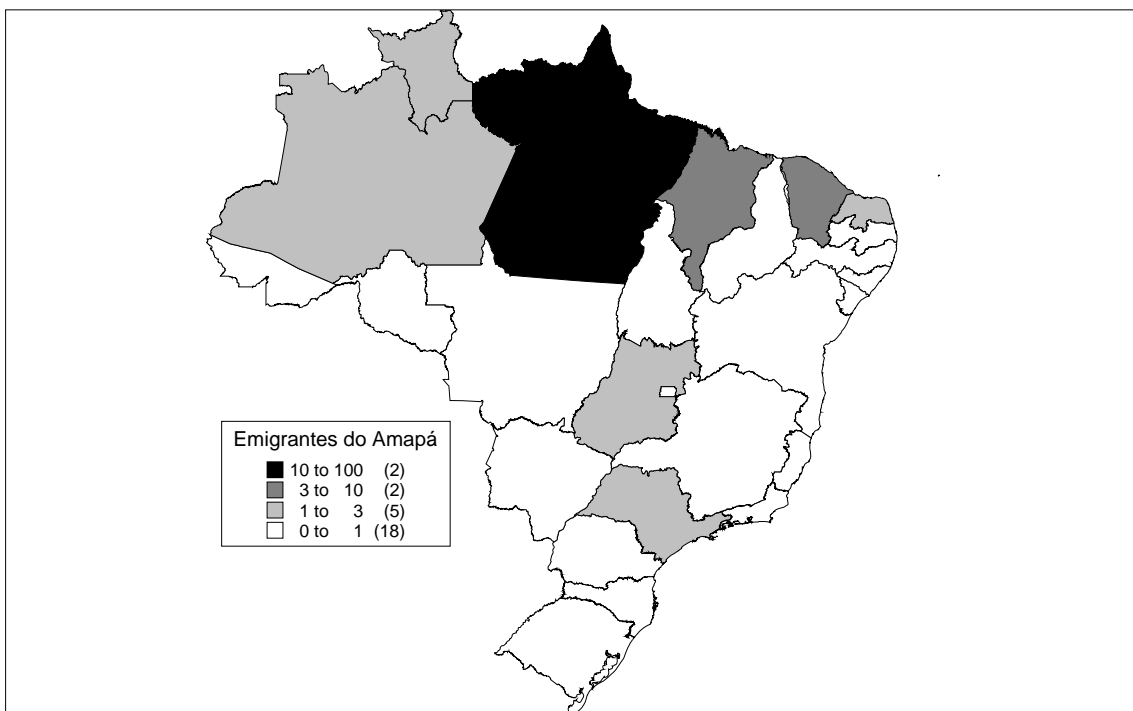 Emigrantes do Amapá
10 to 100 (2)
3 to 10 (2)
1 to 3 (5)
0 to 1 (18)